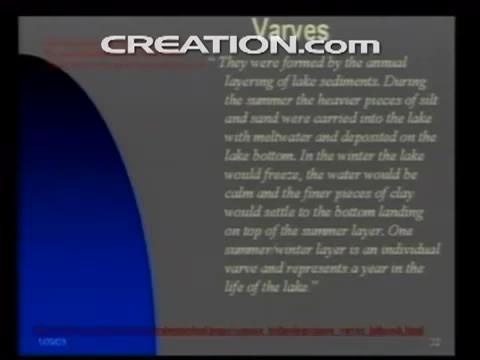 Varves
CREATION.com
“ They were formed by the annual
layering of lake sediments. During
the summer the heavier pieces of silt
and sand were carried into the lake
with meltwater and deposited on the
lake bottom. In the winter the lake
would freeze, the water would be
calm and the finer pieces of clay
would settle to the bottom landing
on top of the summer layer. One
summer/winter layer is an individual
varve and represents a year in the
life of the lake.”
32